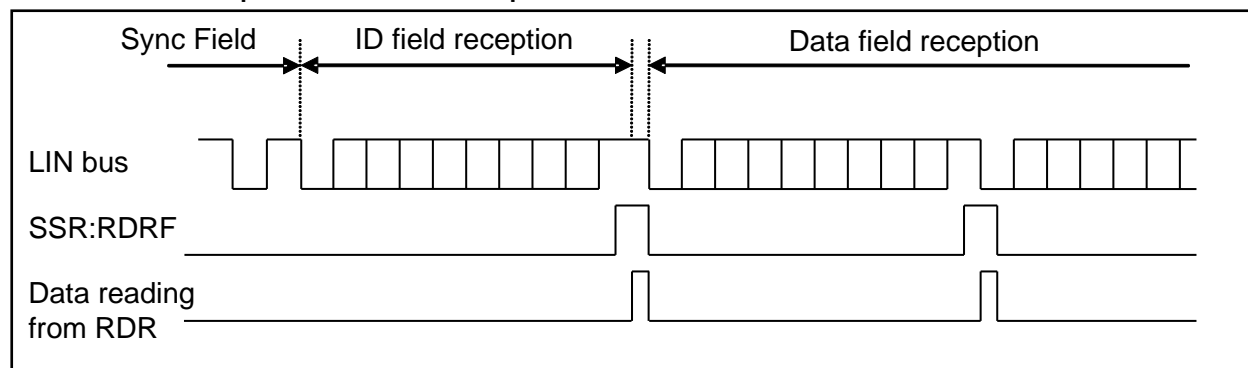 Sync Field
ID field reception
Data field reception
LIN bus
SSR:RDRF
Data reading
from RDR